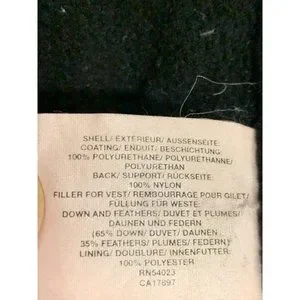 SHELL/ EXTERIEUR/ AUSSENSEITE:
COATING/ ENDUIT/ BESCHICHTUNG:
100% POLYURETHANE/ POLYURETHANNE/
POLYURETHAN
BACK/ SUPPORT/ RÜCKSEITE:
100% NYLON
FILLER FOR VEST/ REMBOURRAGE POUR GILET/
FÜLLUNG FÜR WESTE:
DOWN AND FEATHERS/ DUVET ET PLUMES/
DAUNEN UND FEDERN
(65% DOWN/ DUVET/ DAUNEN
35% FEATHERS/ PLUMES/ FEDERN)
LINING/ DOUBLURE/ INNENFUTTER:
100% POLYESTER
RN54023
CA17697